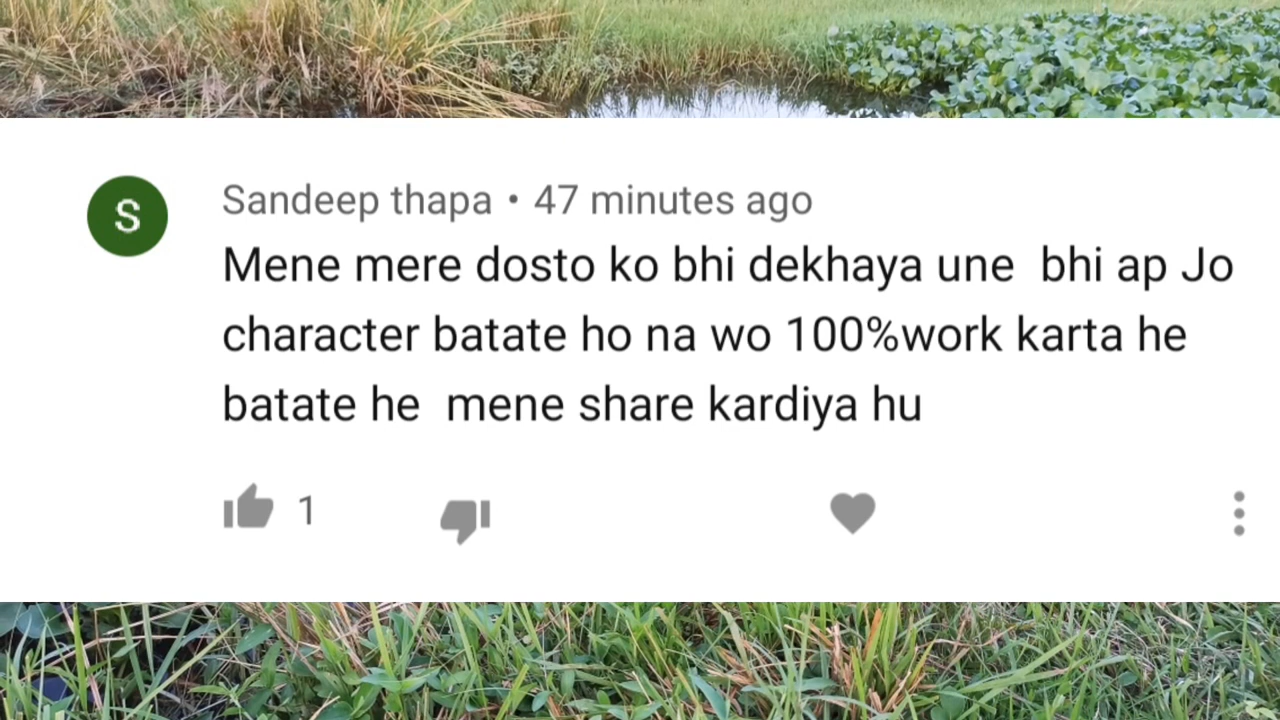 S
Sandeep thapa • 47 minutes ago
Mene mere dosto ko bhi dekhaya une  bhi ap Jo
character batate ho na wo 100%work karta he
batate he  mene share kardiya hu
1